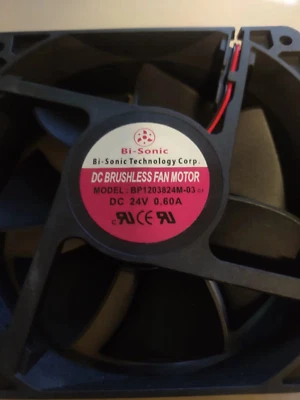 Bi-Sonic
Bi-Sonic Technology Corp.
DC BRUSHLESS FAN MOTOR
MODEL : BP1203824M-03
DC 24V 0.60A